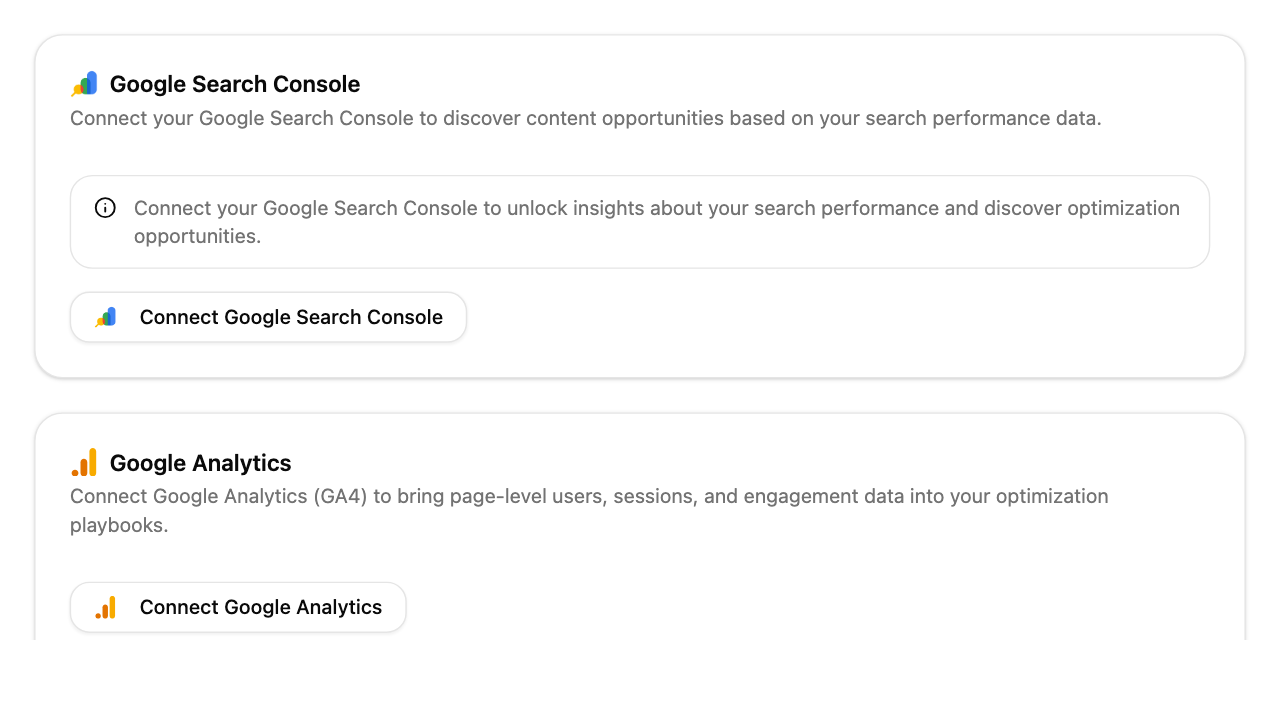 Google Search Console
Connect your Google Search Console to discover content opportunities based on your search performance data.
Connect your Google Search Console to unlock insights about your search performance and discover optimization
opportunities.
Connect Google Search Console
Google Analytics
Connect Google Analytics (GA4) to bring page-level users, sessions, and engagement data into your optimization
playbooks.
Connect Google Analytics